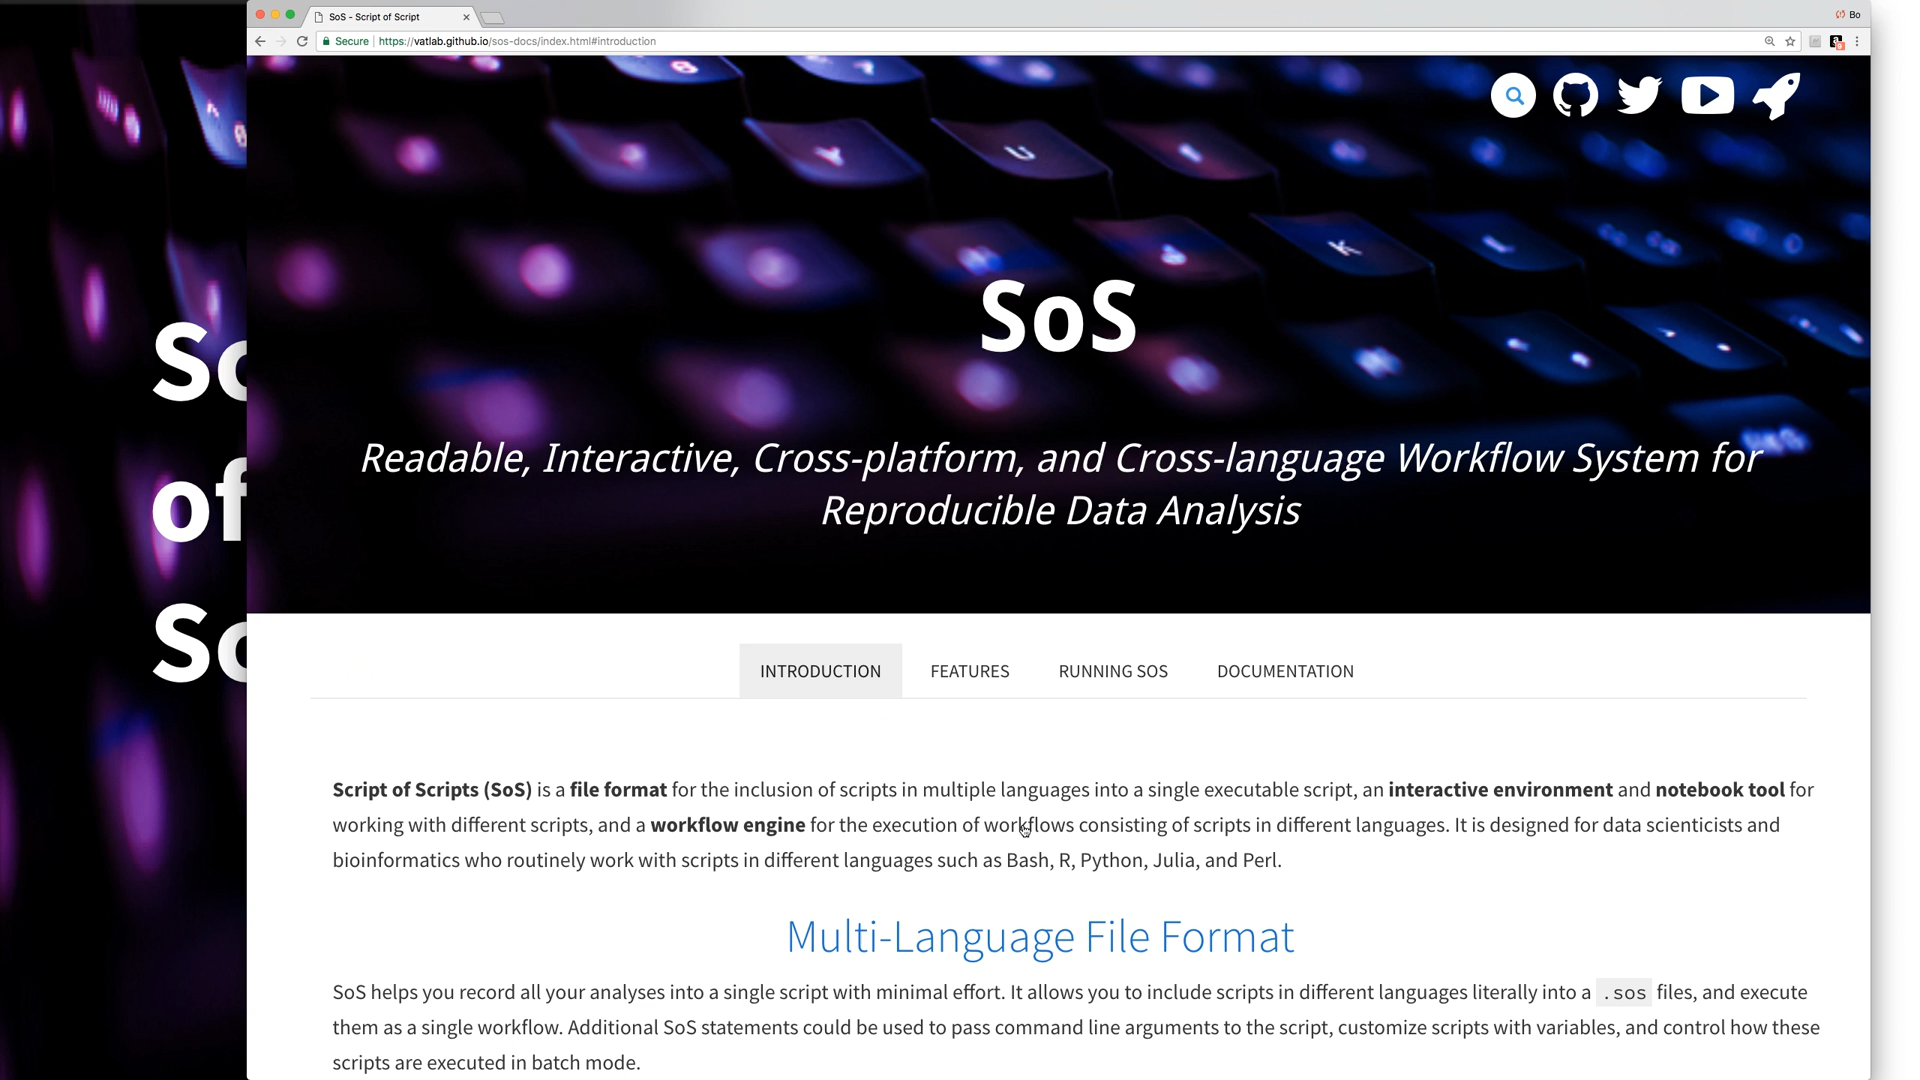 SoS - Script of Script
Bo
Secure | https://vatlab.github.io/sos-docs/index.html#introduction
SoS
Readable, Interactive, Cross-platform, and Cross-language Workflow System for
Reproducible Data Analysis
So
of
Sc
INTRODUCTION FEATURES RUNNING SOS DOCUMENTATION
Script of Scripts (SoS) is a file format for the inclusion of scripts in multiple languages into a single executable script, an interactive environment and notebook tool for
working with different scripts, and a workflow engine for the execution of workflows consisting of scripts in different languages. It is designed for data scienticists and
bioinformatics who routinely work with scripts in different languages such as Bash, R, Python, Julia, and Perl.
Multi-Language File Format
SoS helps you record all your analyses into a single script with minimal effort. It allows you to include scripts in different languages literally into a .sos files, and execute
them as a single workflow. Additional SoS statements could be used to pass command line arguments to the script, customize scripts with variables, and control how these
scripts are executed in batch mode.